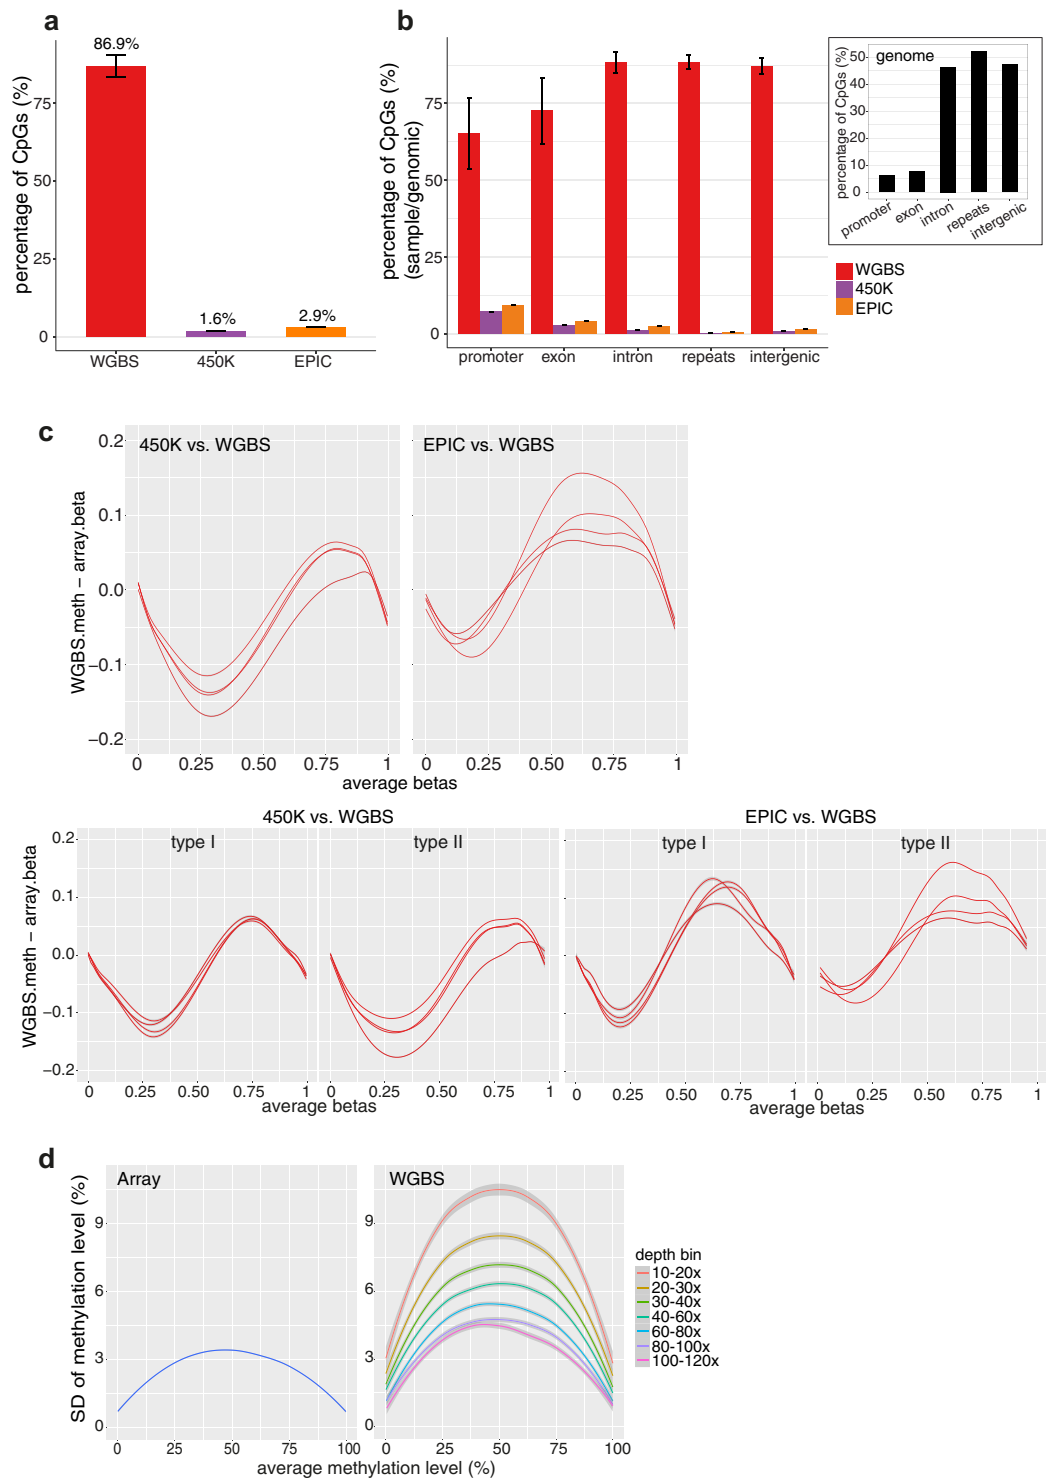 a
percentage of CpGs (%)
75
50
25
0
86.9%
1.6%
2.9%
WGBS
450K
EPIC
b
percentage of CpGs (%)
(sample/genomic)
75
50
25
0
promoter
exon
intron
repeats
intergenic
genome
percentage of CpGs (%)
50
40
30
20
10
0
promoter
exon
intron
repeats
intergenic
WGBS
450K
EPIC
c
450K vs. WGBS
EPIC vs. WGBS
WGBS.meth − array.beta
0.2
0.1
0.0
−0.1
−0.2
0 0.25 0.50 0.75 1
0 0.25 0.50 0.75 1
average betas
450K vs. WGBS
type I
type II
WGBS.meth − array.beta
0.2
0.1
0.0
−0.1
−0.2
0 0.25 0.50 0.75 1
0 0.25 0.50 0.75 1
average betas
EPIC vs. WGBS
type I
type II
0 0.25 0.50 0.75 1
0 0.25 0.50 0.75 1
average betas
d
Array
WGBS
SD of methylation level (%)
9
6
3
0
9
6
3
0
0 25 50 75 100
0 25 50 75 100
average methylation level (%)
depth bin
10-20x
20-30x
30-40x
40-60x
60-80x
80-100x
100-120x